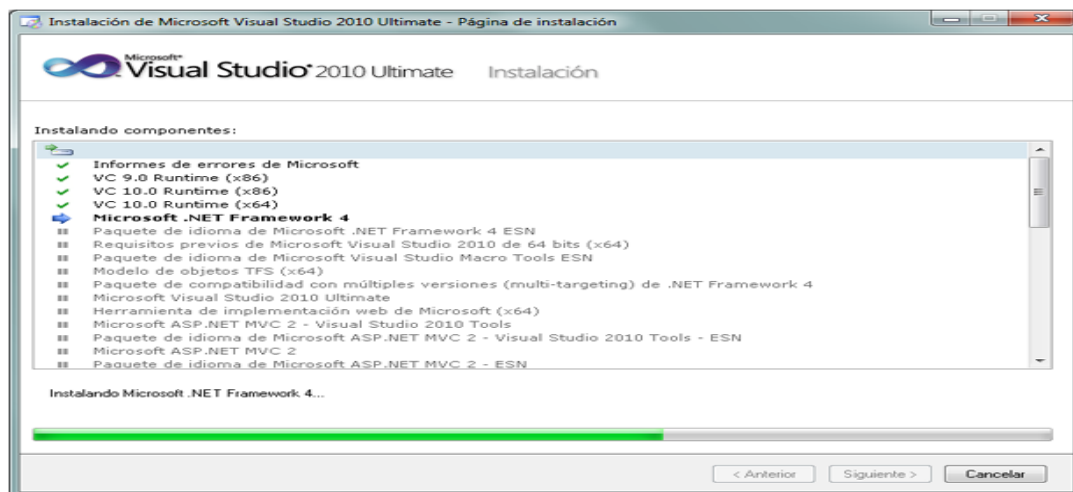 Instalación de Microsoft Visual Studio 2010 Ultimate - Página de instalación
Microsoft
Visual Studio 2010 Ultimate Instalación
Instalando componentes:
Informes de errores de Microsoft
VC 9.0 Runtime (x86)
VC 10.0 Runtime (x86)
VC 10.0 Runtime (x64)
Microsoft .NET Framework 4
Paquete de idioma de Microsoft .NET Framework 4 ESN
Requisitos previos de Microsoft Visual Studio 2010 de 64 bits (x64)
Paquete de idioma de Microsoft Visual Studio Macro Tools ESN
Modelo de objetos TFS (x64)
Paquete de compatibilidad con múltiples versiones (multi-targeting) de .NET Framework 4
Microsoft Visual Studio 2010 Ultimate
Herramienta de implementación web de Microsoft (x64)
Microsoft ASP.NET MVC 2 - Visual Studio 2010 Tools
Paquete de idioma de Microsoft ASP.NET MVC 2 - Visual Studio 2010 Tools - ESN
Microsoft ASP.NET MVC 2
Paquete de idioma de Microsoft ASP.NET MVC 2 - ESN
Instalando Microsoft .NET Framework 4...
< Anterior Siguiente > Cancelar